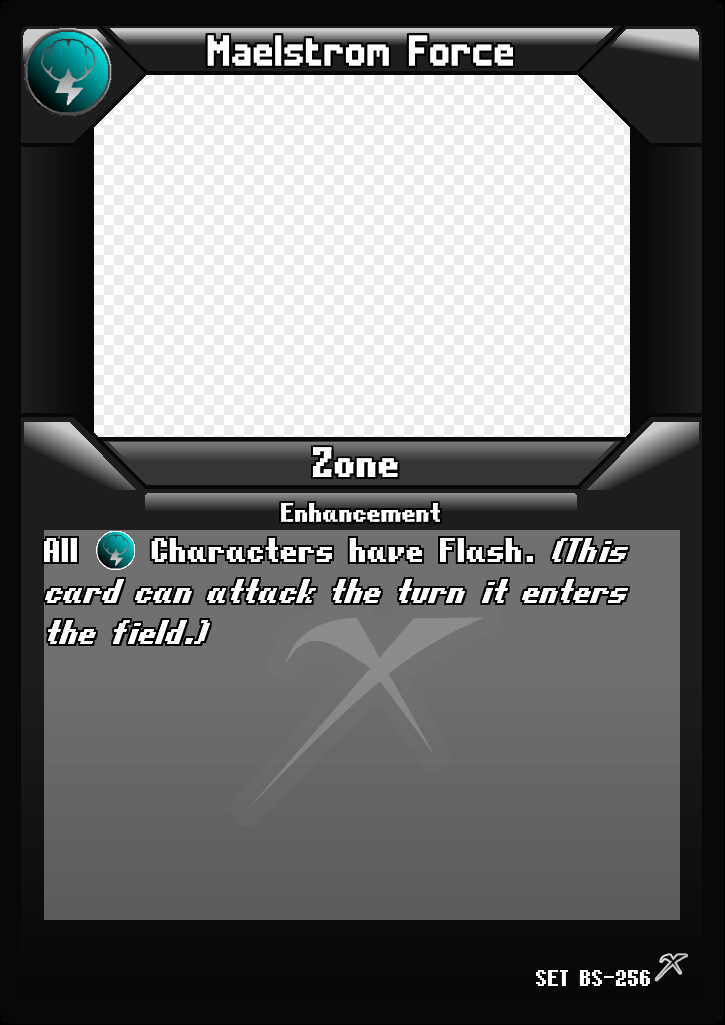 Maelstrom Force
Zone
Enhancement
All Characters have Flash. (This
card can attack the turn it enters
the field.)
SET BS-256